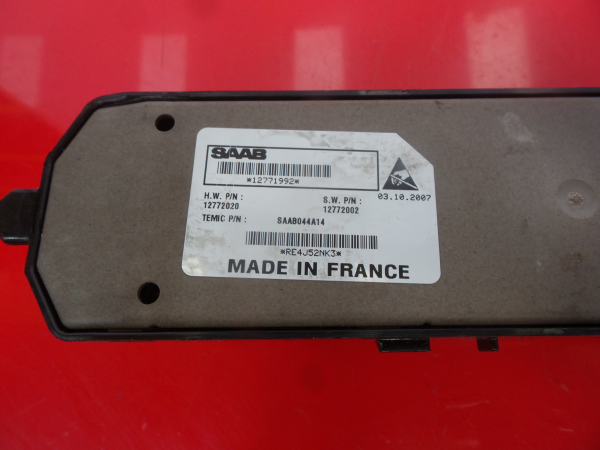 SAAB
*12771992*
03.10.2007
H.W. P/N : S.W. P/N :
12772020 12772002
TEMIC P/N : SAAB044A14
*RE4J52NK3*
MADE IN FRANCE